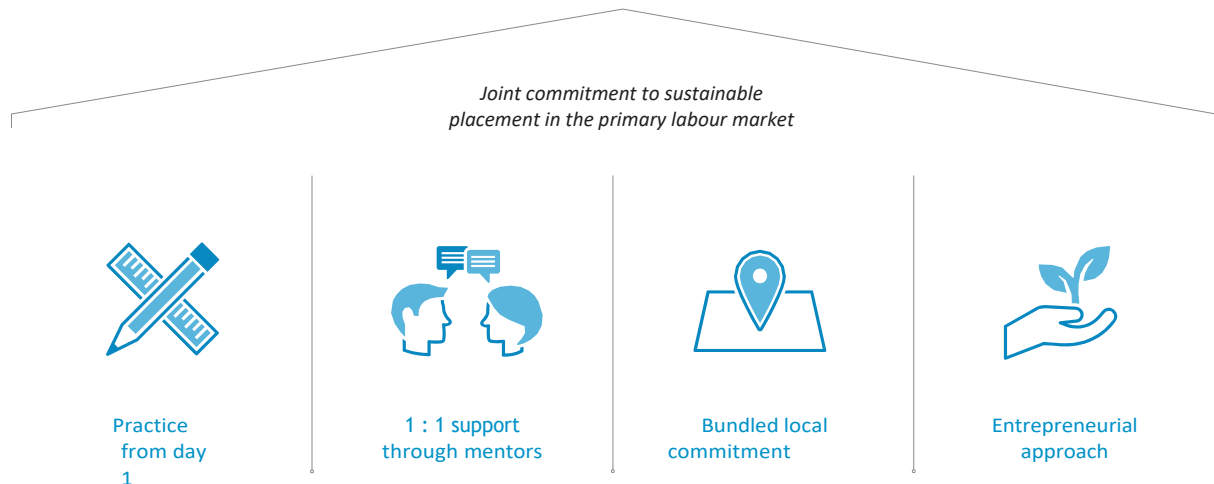 Joint commitment to sustainable
placement in the primary labour market
Practice
from day
1
1 : 1 support
through mentors
Bundled local
commitment
Entrepreneurial
approach